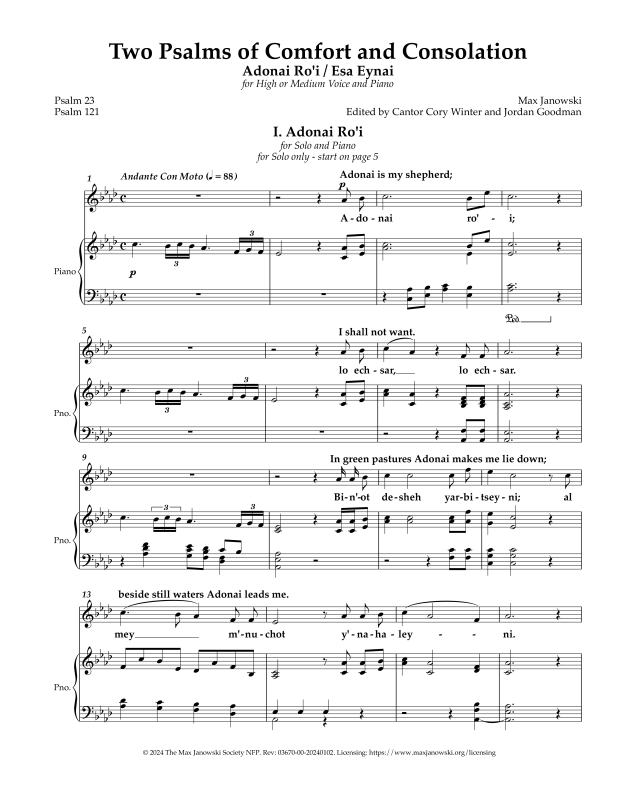 Two Psalms of Comfort and Consolation
Adonai Ro'i / Esa Eynai
for High or Medium Voice and Piano
Psalm 23
Max Janowski
Psalm 121
Edited by Cantor Cory Winter and Jordan Goodman
I. Adonai Ro'i
for Solo and Piano
for Solo only - start on page 5
1
Andante Con Moto (♩ = 88)
Adonai is my shepherd;
p
A - do - nai ro' - i;
3 3
Piano
p
Ped.
5
I shall not want.
lo ech - sar, lo ech - sar.
3 3
Pno.
9
In green pastures Adonai makes me lie down;
Bi - n'ot de - sheh yar - bi - tsey - ni; al
3 3
Pno.
13
beside still waters Adonai leads me.
mey m' - nu - chot y' - na - ha - ley - ni.
Pno.
© 2024 The Max Janowski Society NFP. Rev: 03670-00-20240102. Licensing: https://www.maxjanowski.org/licensing